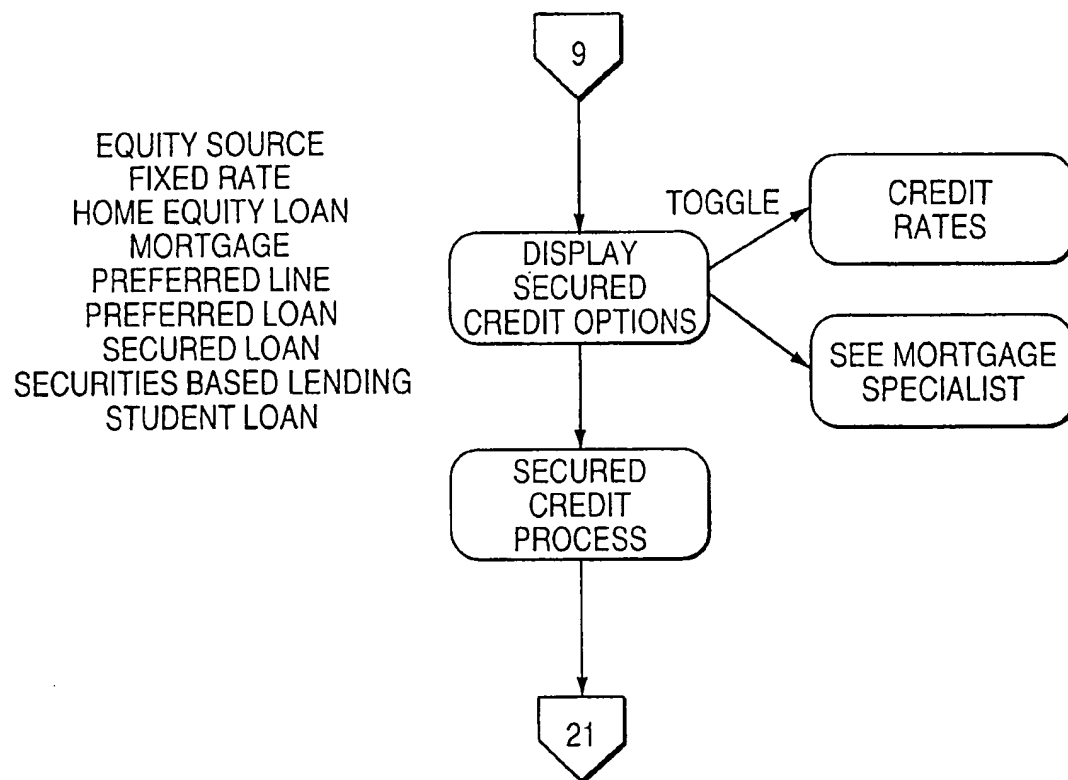 9
EQUITY SOURCE
FIXED RATE
HOME EQUITY LOAN
MORTGAGE
PREFERRED LINE
PREFERRED LOAN
SECURED LOAN
SECURITIES BASED LENDING
STUDENT LOAN
DISPLAY
SECURED
CREDIT OPTIONS
TOGGLE
CREDIT
RATES
SEE MORTGAGE
SPECIALIST
SECURED
CREDIT
PROCESS
21